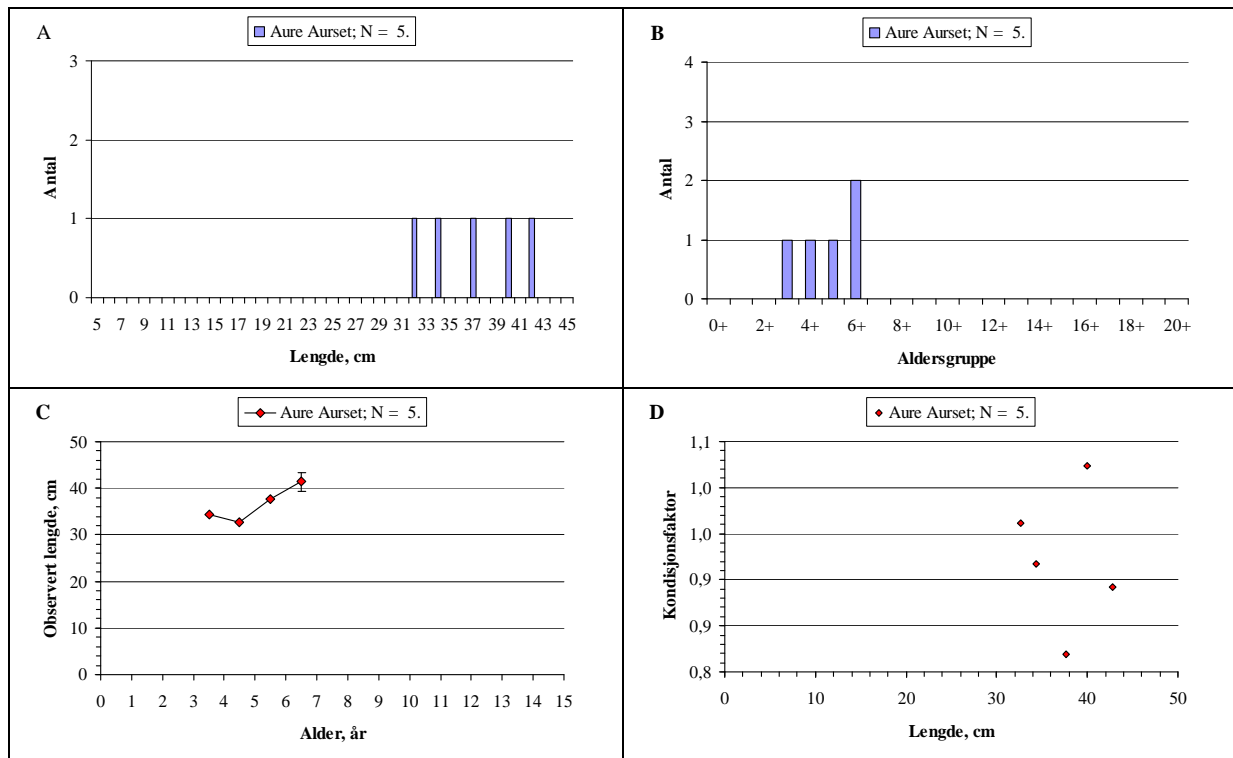 A
Aure Aurset; N = 5.
3
2
1
0
Antal
5 7 9 11 13 15 17 19 21 23 25 27 29 31 33 35 37 39 41 43 45
Lengde, cm
B
Aure Aurset; N = 5.
4
3
2
1
0
Antal
0+ 2+ 4+ 6+ 8+ 10+ 12+ 14+ 16+ 18+ 20+
Aldersgruppe
C
Aure Aurset; N = 5.
50
40
30
20
10
0
Observert lengde, cm
0 1 2 3 4 5 6 7 8 9 10 11 12 13 14 15
Alder, år
D
Aure Aurset; N = 5.
1,1
1,0
1,0
0,9
0,9
0,8
Kondisjonsfaktor
0 10 20 30 40 50
Lengde, cm